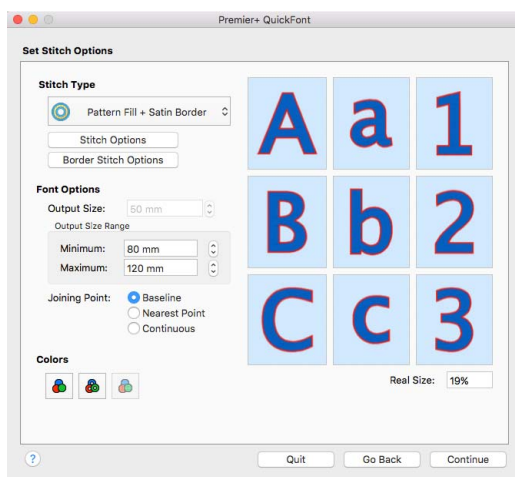 Premier+ QuickFont
Set Stitch Options
Stitch Type
Pattern Fill + Satin Border
Stitch Options
Border Stitch Options
Font Options
Output Size: 60 mm
Output Size Range
Minimum: 80 mm
Maximum: 120 mm
Joining Point: Baseline
Nearest Point
Continuous
Colors
A a 1
B b 2
C c 3
Real Size: 19%
? Quit Go Back Continue